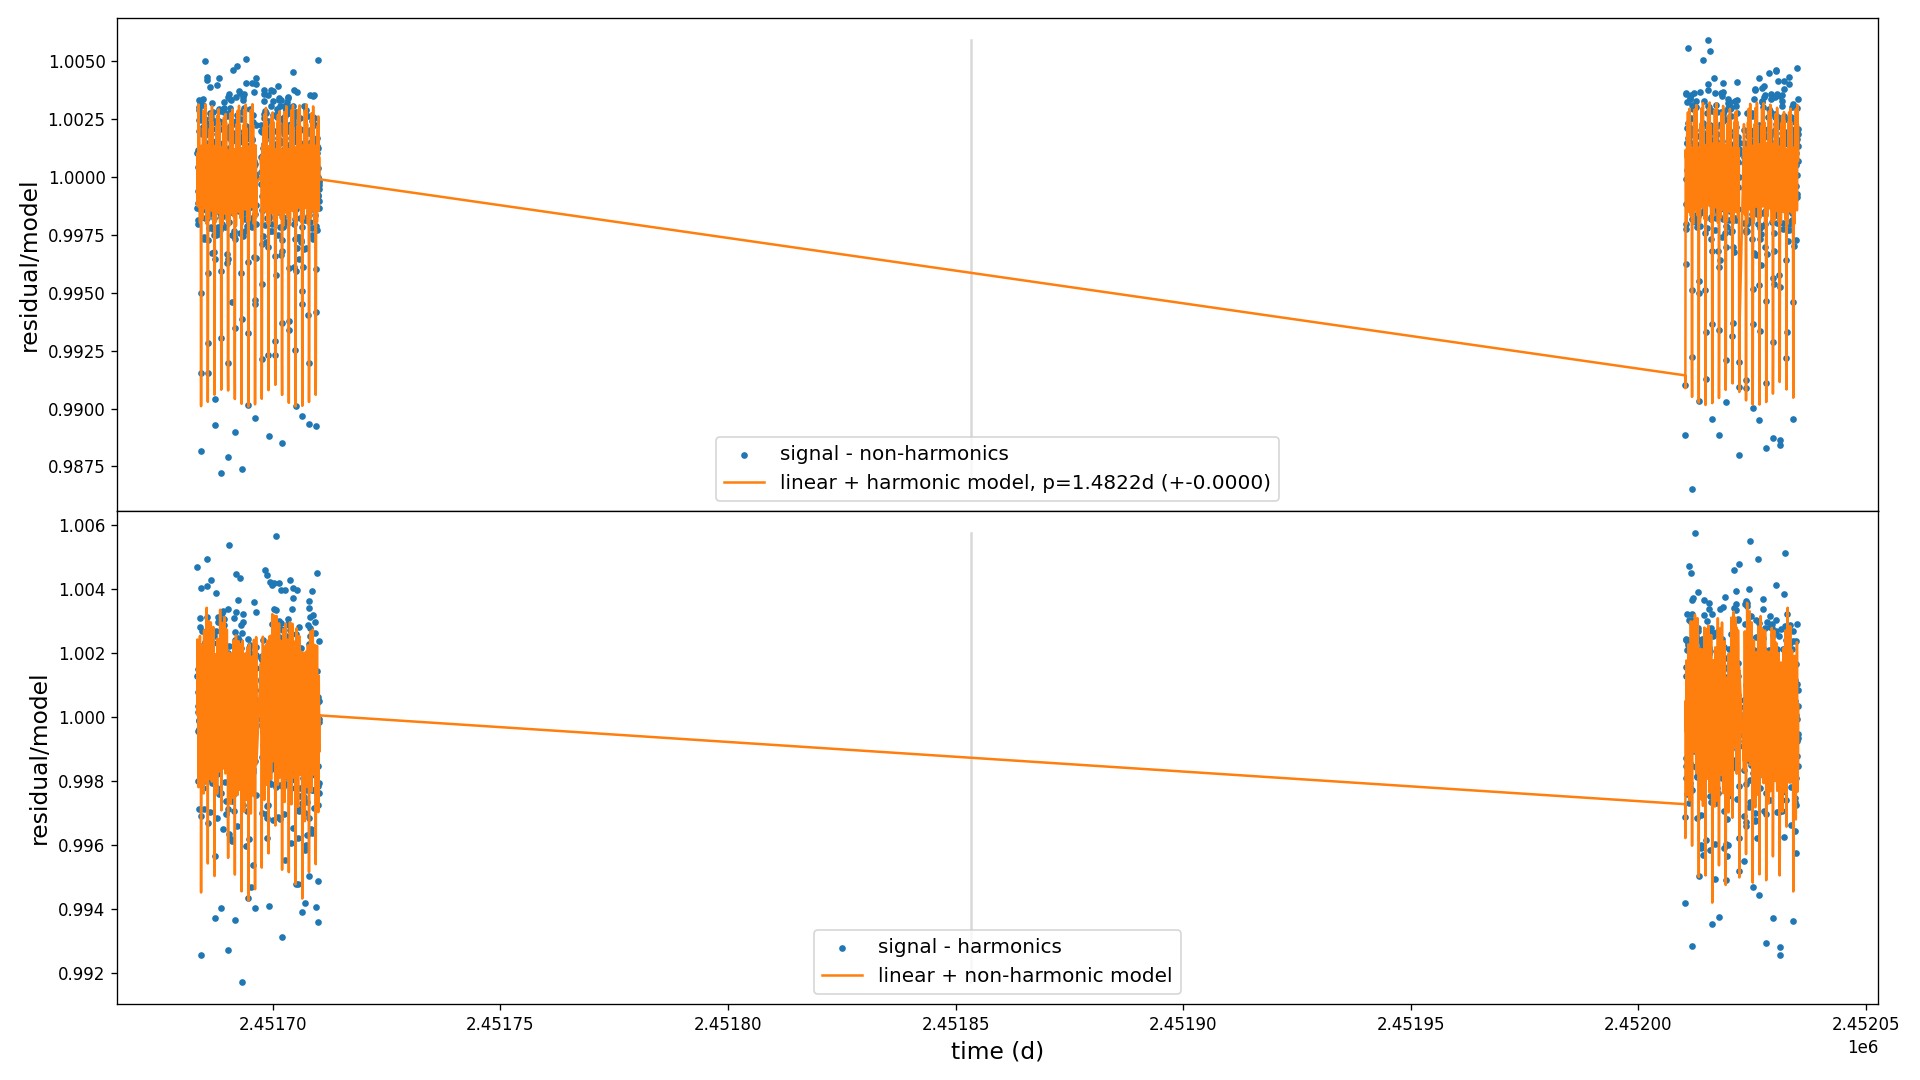 1.0050
1.0025
1.0000
0.9975
0.9950
0.9925
0.9900
0.9875
residual/model
signal - non-harmonics
linear + harmonic model, p=1.4822d (+-0.0000)
1.006
1.004
1.002
1.000
0.998
0.996
0.994
0.992
residual/model
signal - harmonics
linear + non-harmonic model
2.45170 2.45175 2.45180 2.45185 2.45190 2.45195 2.45200 2.45205
1e6
time (d)